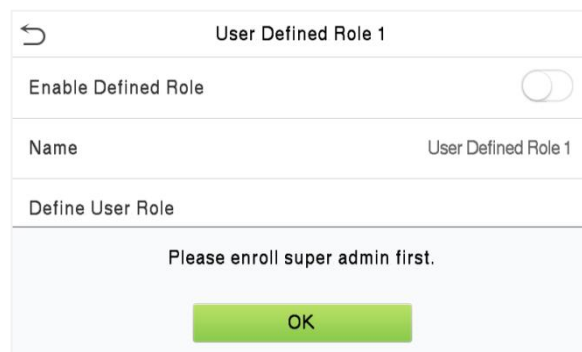 User Defined Role 1
Enable Defined Role
Name User Defined Role 1
Define User Role
Please enroll super admin first.
OK